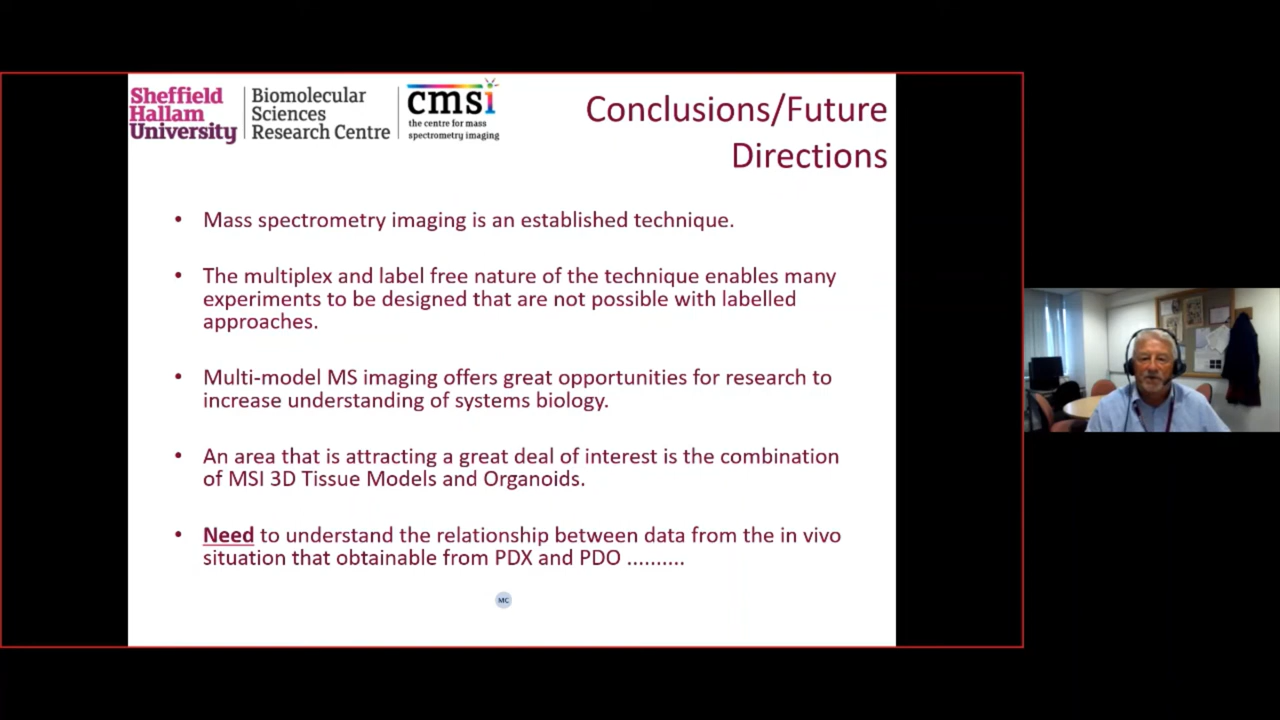 Sheffield
Hallam
University
Biomolecular
Sciences
Research Centre
cmsi
the centre for mass
spectrometry imaging
Conclusions/Future
Directions
• Mass spectrometry imaging is an established technique.
• The multiplex and label free nature of the technique enables many
experiments to be designed that are not possible with labelled
approaches.
• Multi-model MS imaging offers great opportunities for research to
increase understanding of systems biology.
• An area that is attracting a great deal of interest is the combination
of MSI 3D Tissue Models and Organoids.
• Need to understand the relationship between data from the in vivo
situation that obtainable from PDX and PDO ..........
MC